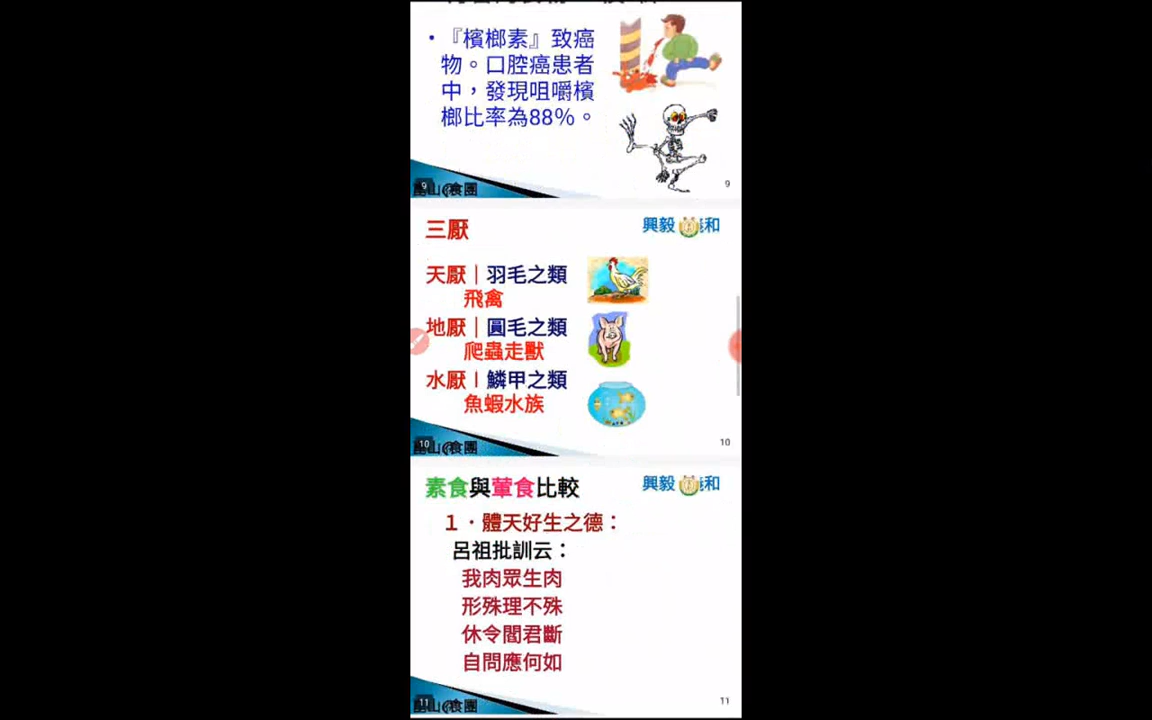 • 『檳榔素』致癌
物。口腔癌患者
中，發現咀嚼檳
榔比率為88%。
9
三厭
興毅 義和
天厭｜羽毛之類
飛禽
地厭｜圓毛之類
爬蟲走獸
水厭｜鱗甲之類
魚蝦水族
10
10
素食與葷食比較
興毅 義和
１．體天好生之德：
呂祖批訓云：
我肉眾生肉
形殊理不殊
休令閻君斷
自問應何如
11
11